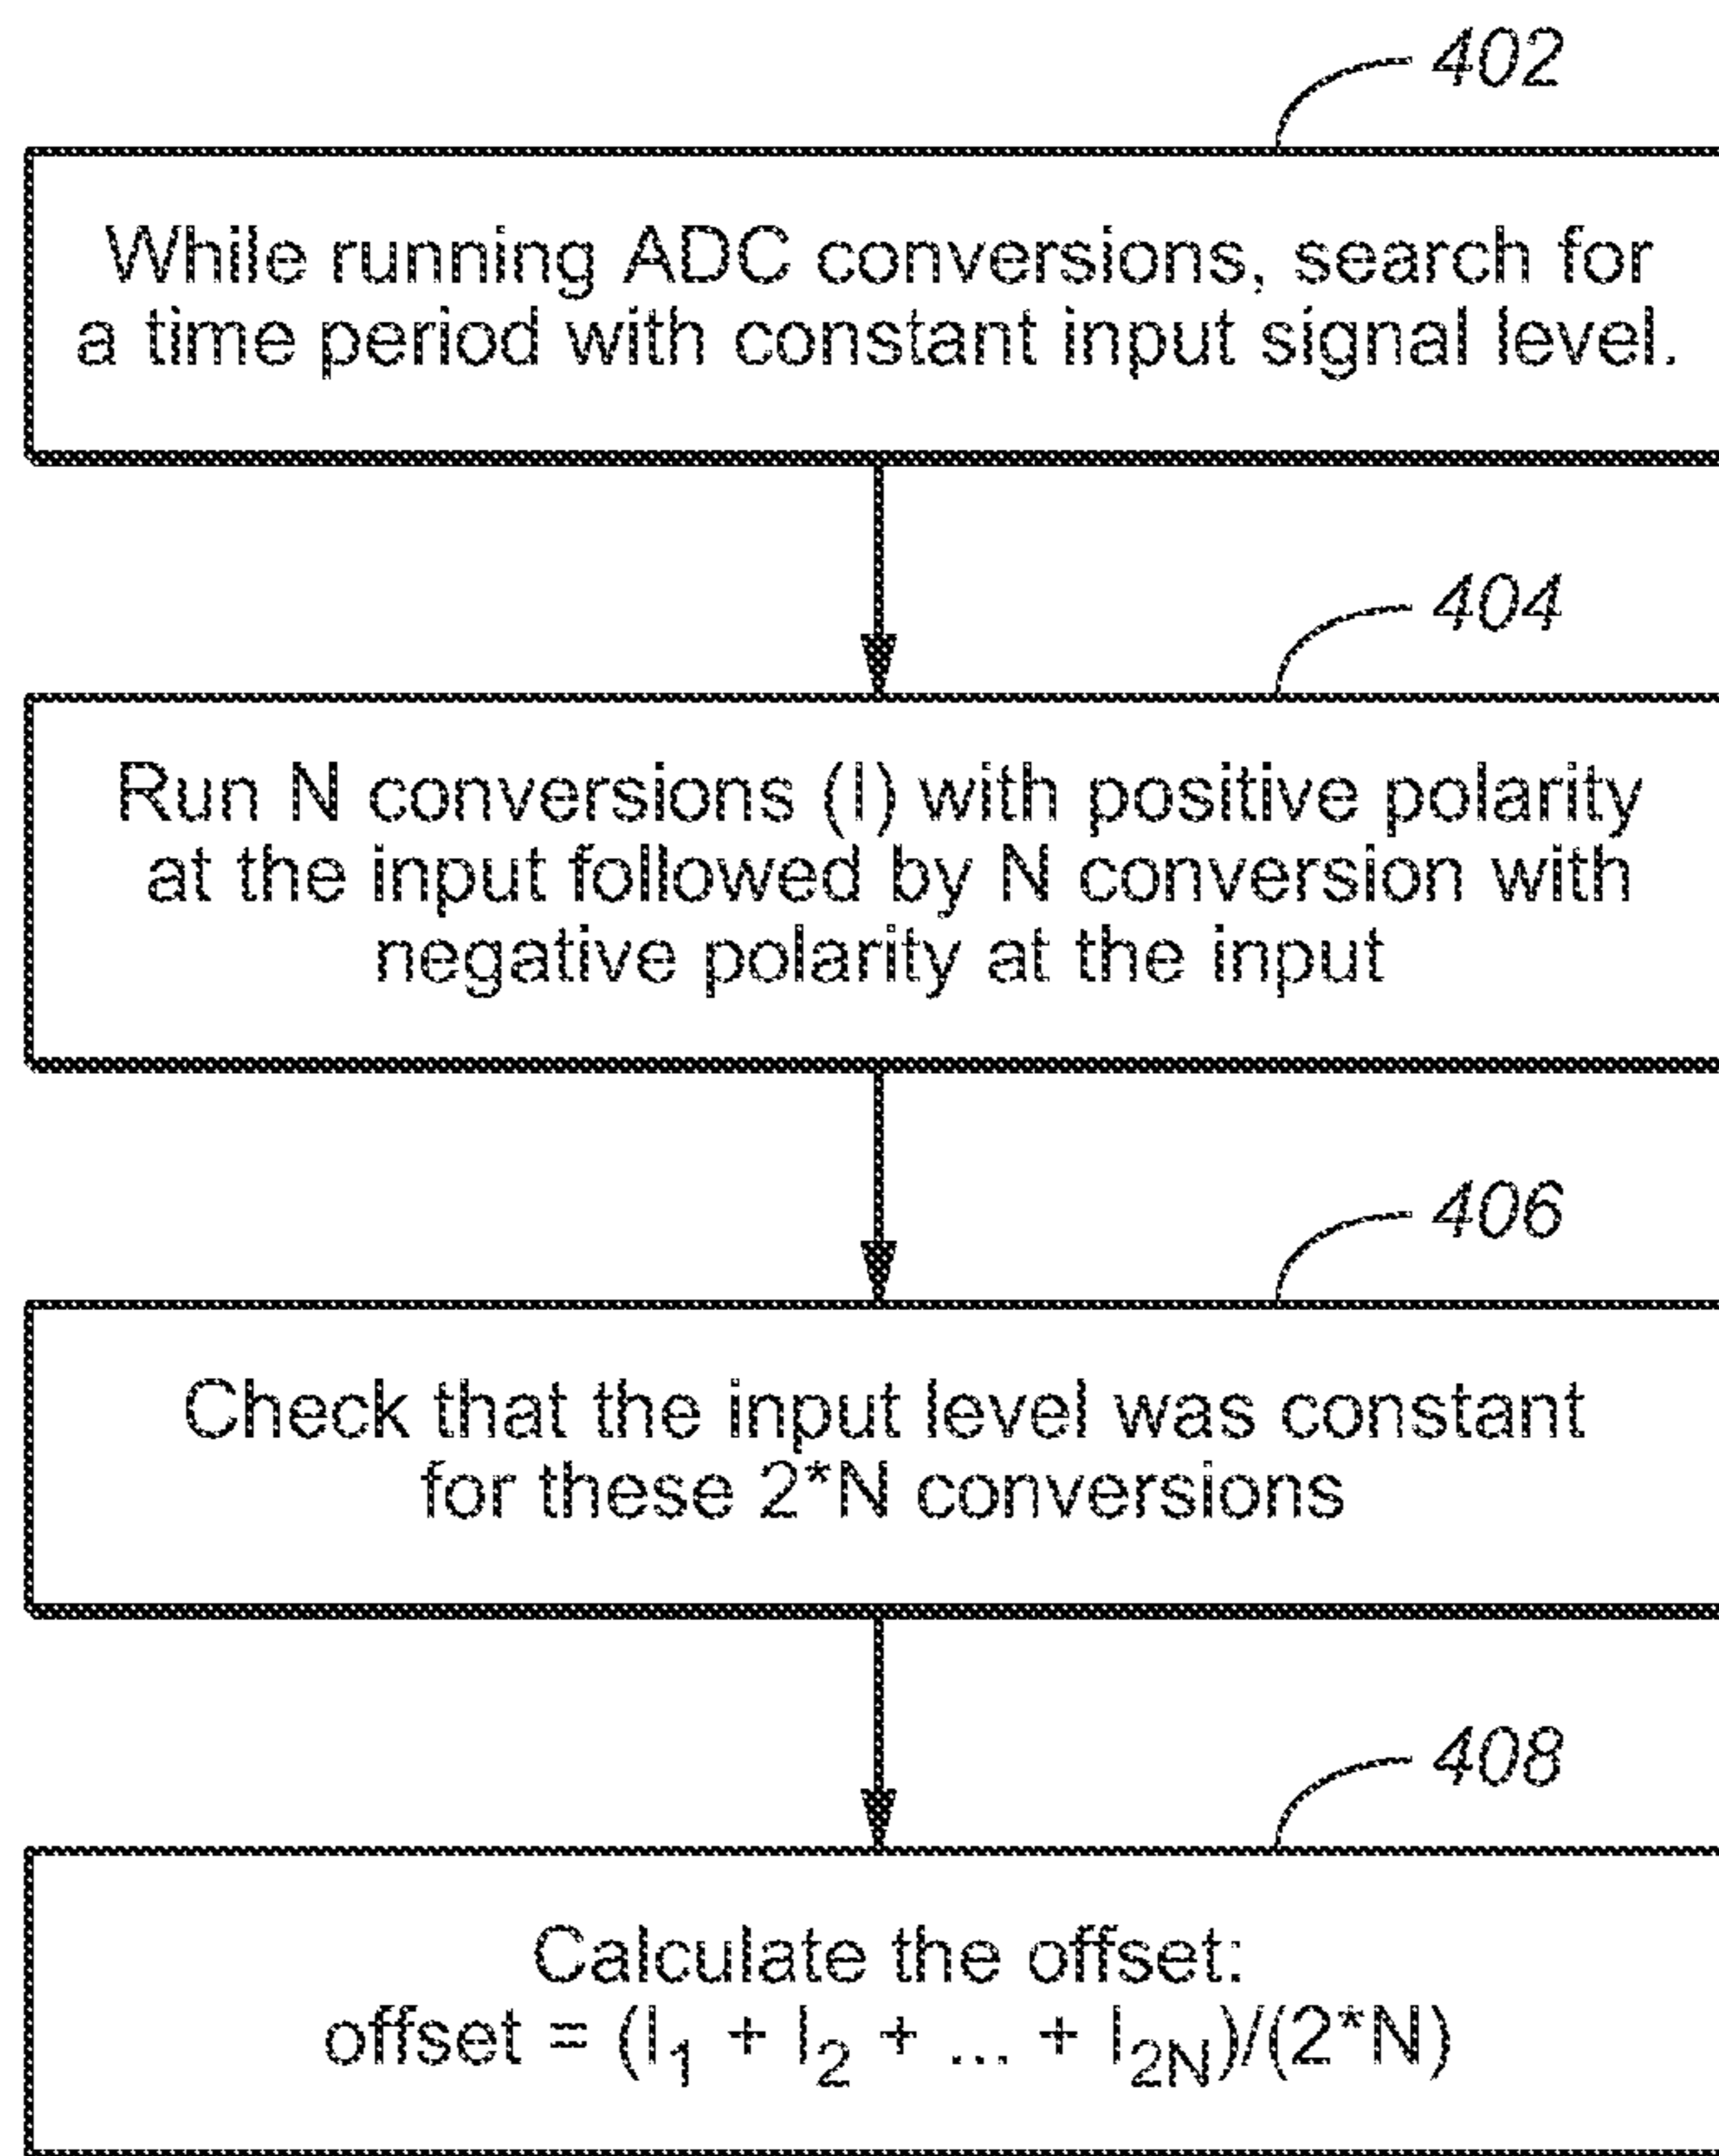 402
While running ADC conversions, search for
a time period with constant input signal level.
404
Run N conversions (I) with positive polarity
at the input followed by N conversion with
negative polarity at the input
406
Check that the input level was constant
for these 2*N conversions
408
Calculate the offset:
offset = (I₁ + I₂ + ... + I₂N)/(2*N)